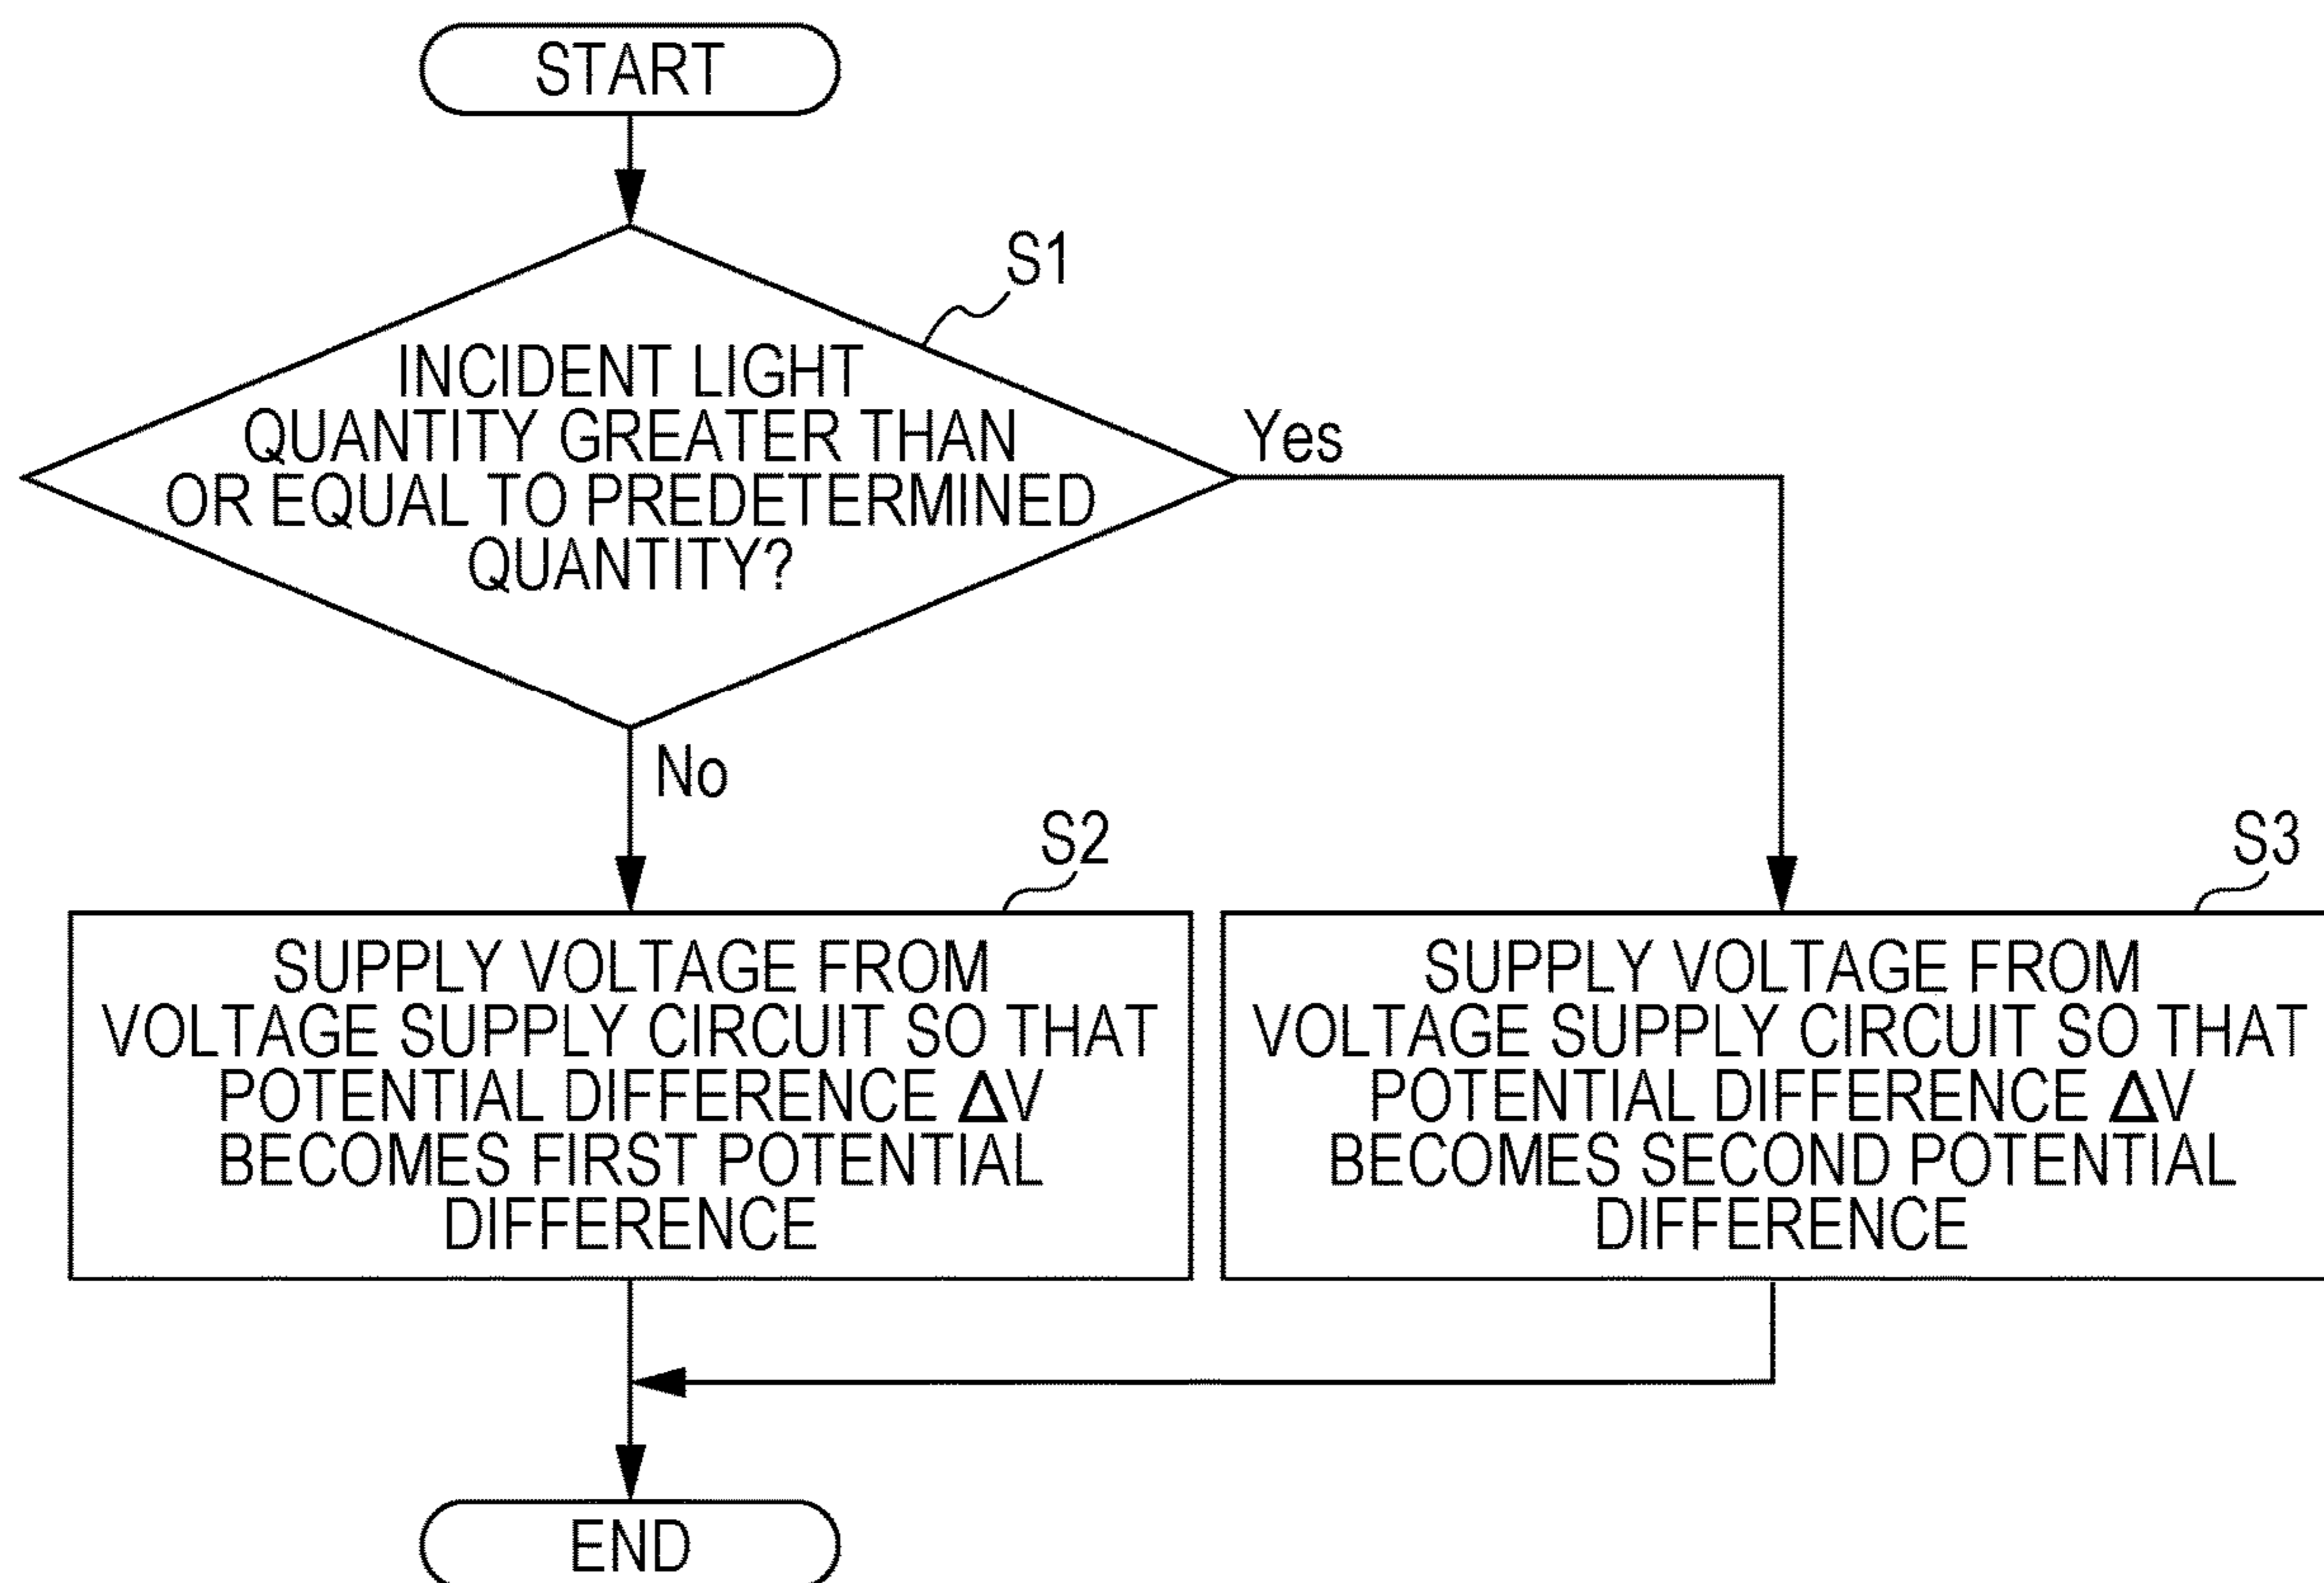 START
S1
INCIDENT LIGHT
QUANTITY GREATER THAN
OR EQUAL TO PREDETERMINED
QUANTITY?
Yes
No
S2
SUPPLY VOLTAGE FROM
VOLTAGE SUPPLY CIRCUIT SO THAT
POTENTIAL DIFFERENCE ΔV
BECOMES FIRST POTENTIAL
DIFFERENCE
S3
SUPPLY VOLTAGE FROM
VOLTAGE SUPPLY CIRCUIT SO THAT
POTENTIAL DIFFERENCE ΔV
BECOMES SECOND POTENTIAL
DIFFERENCE
END